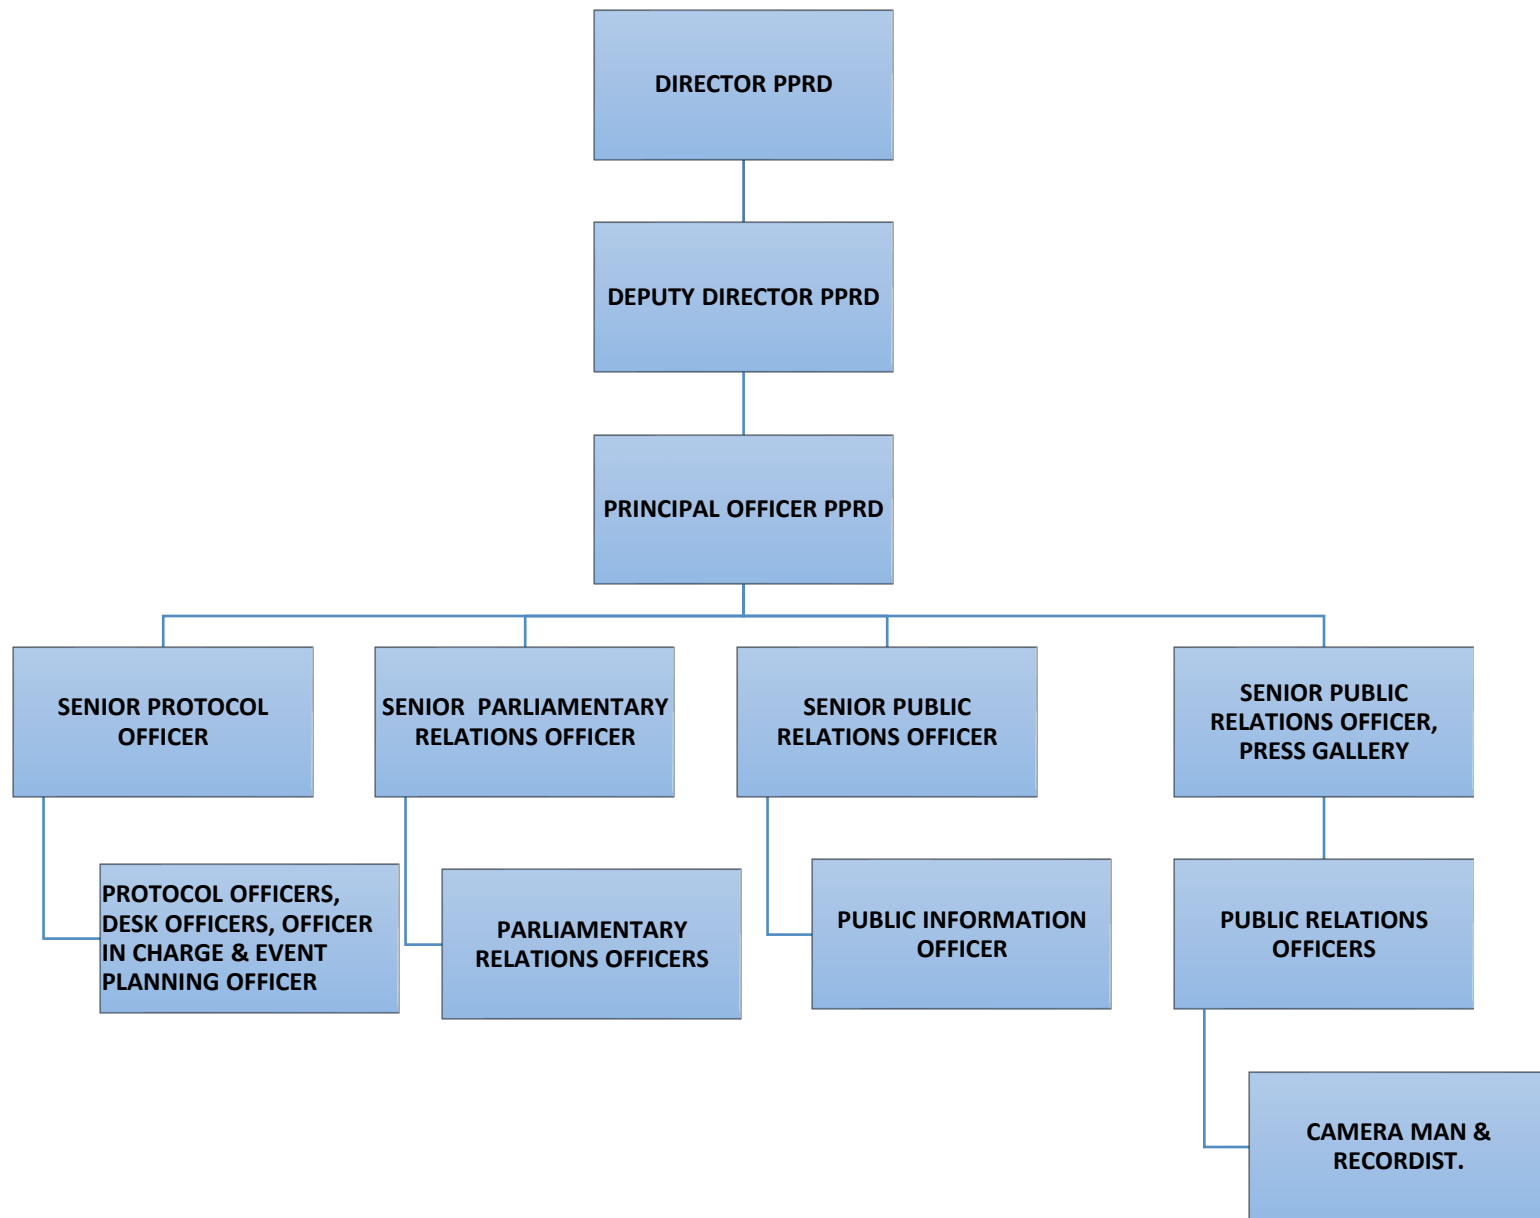 DIRECTOR PPRD
DEPUTY DIRECTOR PPRD
PRINCIPAL OFFICER PPRD
SENIOR PROTOCOL
OFFICER
SENIOR  PARLIAMENTARY
RELATIONS OFFICER
SENIOR PUBLIC
RELATIONS OFFICER
SENIOR PUBLIC
RELATIONS OFFICER,
PRESS GALLERY
PROTOCOL OFFICERS,
DESK OFFICERS, OFFICER
IN CHARGE & EVENT
PLANNING OFFICER
PARLIAMENTARY
RELATIONS OFFICERS
PUBLIC INFORMATION
OFFICER
PUBLIC RELATIONS
OFFICERS
CAMERA MAN &
RECORDIST.